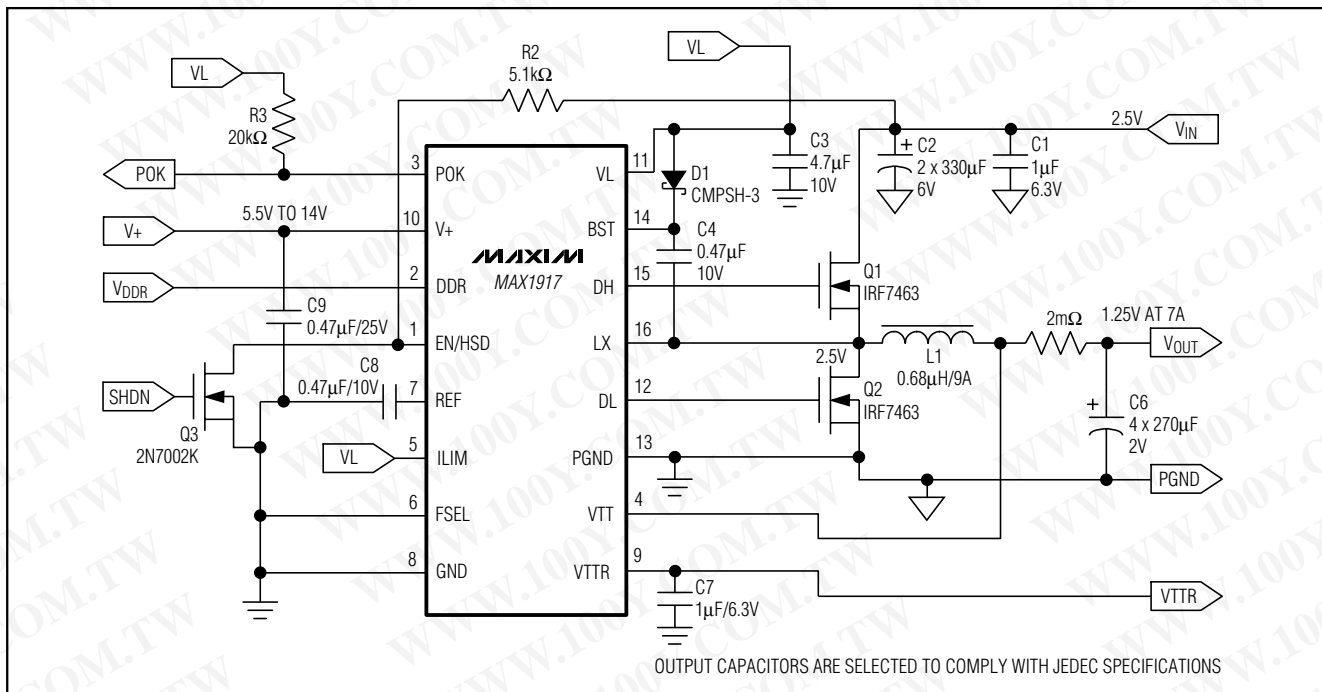 VL
R3
20kΩ
POK
5.5V TO 14V
V+
VDDR
C9
0.47μF/25V
C8
0.47μF/10V
SHDN
Q3
2N7002K
VL
R2
5.1kΩ
3 POK
10 V+
2 DDR
1 EN/HSD
7 REF
5 ILIM
6 FSEL
8 GND
MAXIM
MAX1917
VL 11
BST 14
DH 15
LX 16
DL 12
PGND 13
VTT 4
VTTR 9
VL
D1
CMPSH-3
C3
4.7μF
10V
C4
0.47μF
10V
2.5V
VIN
C2
2 x 330μF
6V
C1
1μF
6.3V
Q1
IRF7463
2.5V
Q2
IRF7463
L1
0.68μH/9A
2mΩ
1.25V AT 7A
VOUT
C6
4 x 270μF
2V
PGND
C7
1μF/6.3V
VTTR
OUTPUT CAPACITORS ARE SELECTED TO COMPLY WITH JEDEC SPECIFICATIONS
WWW.100Y.COM.TW